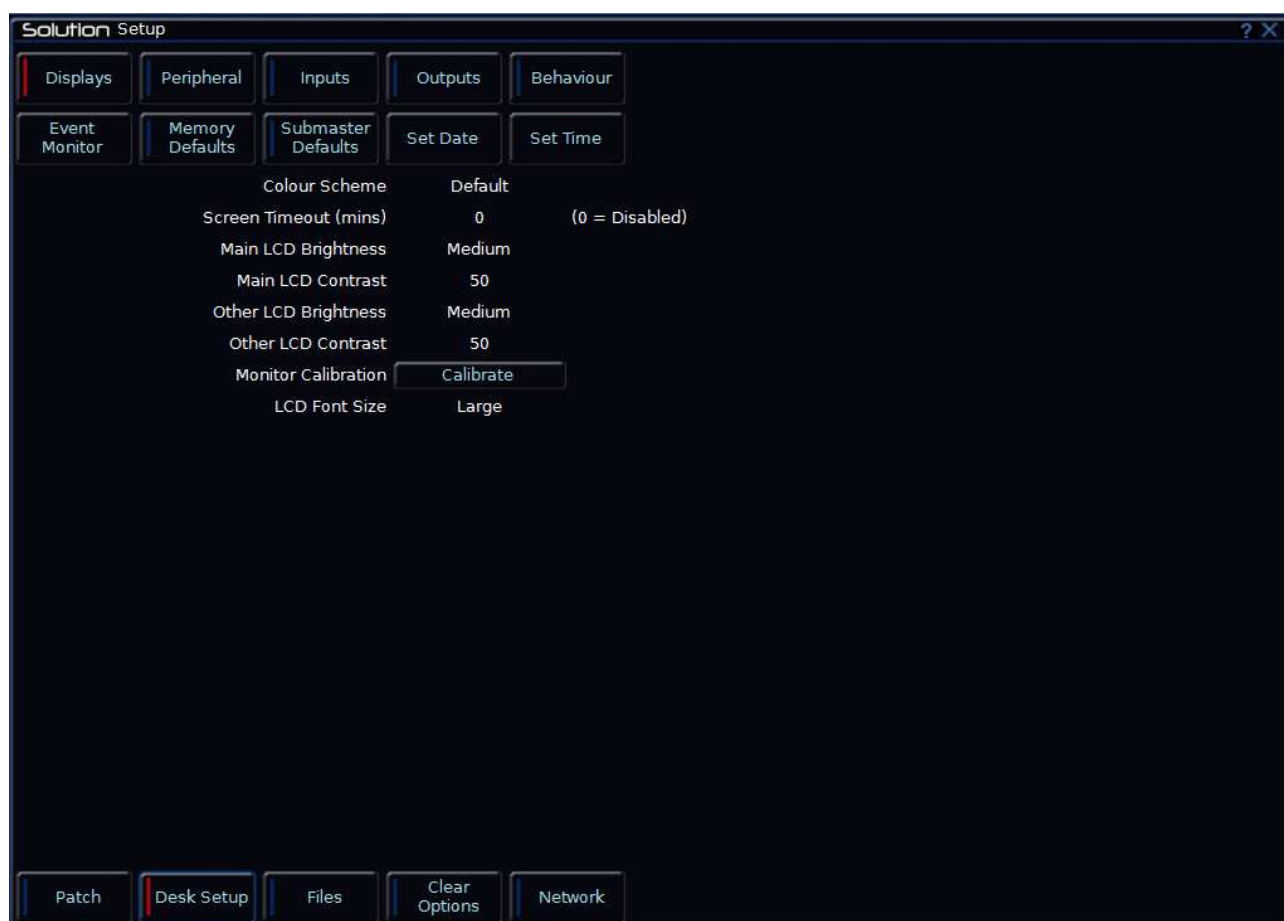 Solution Setup ? X
Displays Peripheral Inputs Outputs Behaviour
Event Monitor Memory Defaults Submaster Defaults Set Date Set Time
Colour Scheme Default
Screen Timeout (mins) 0 (0 = Disabled)
Main LCD Brightness Medium
Main LCD Contrast 50
Other LCD Brightness Medium
Other LCD Contrast 50
Monitor Calibration Calibrate
LCD Font Size Large
Patch Desk Setup Files Clear Options Network